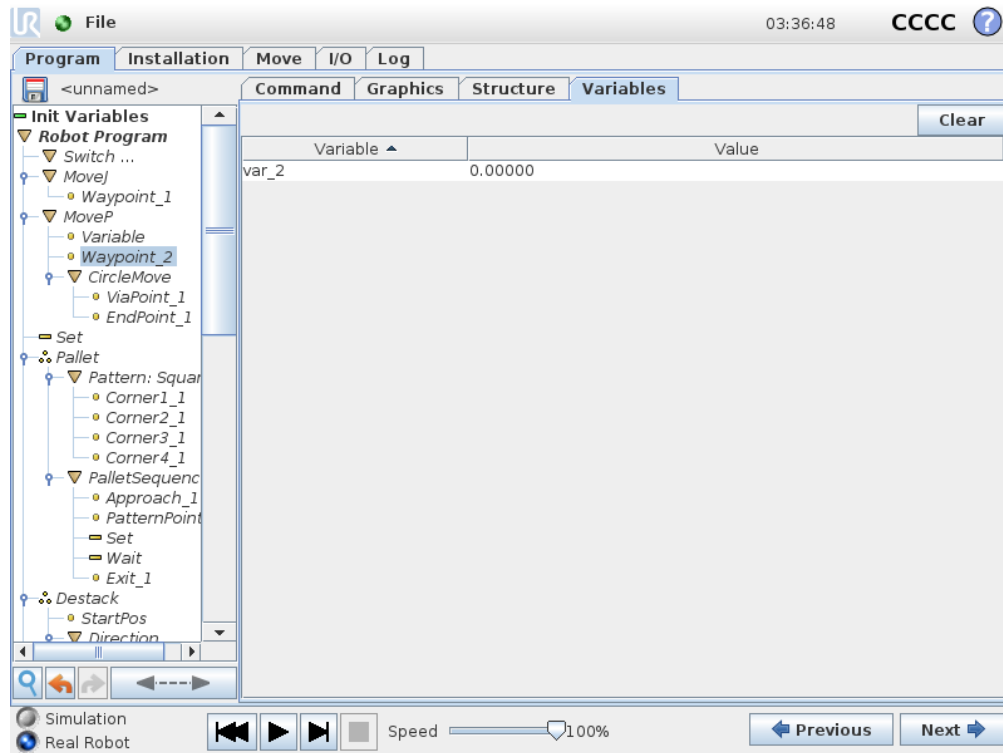 UR File 03:36:48 CCCC ?
Program Installation Move I/O Log
<unnamed> Command Graphics Structure Variables
Clear
Init Variables
Robot Program
Switch ...
MoveJ
Waypoint_1
MoveP
Variable
Waypoint_2
CircleMove
ViaPoint_1
EndPoint_1
Set
Pallet
Pattern: Squar
Corner1_1
Corner2_1
Corner3_1
Corner4_1
PalletSequenc
Approach_1
PatternPoint
Set
Wait
Exit_1
Destack
StartPos
Direction
Variable Value
var_2 0.00000
Simulation
Real Robot
Speed 100%
Previous Next